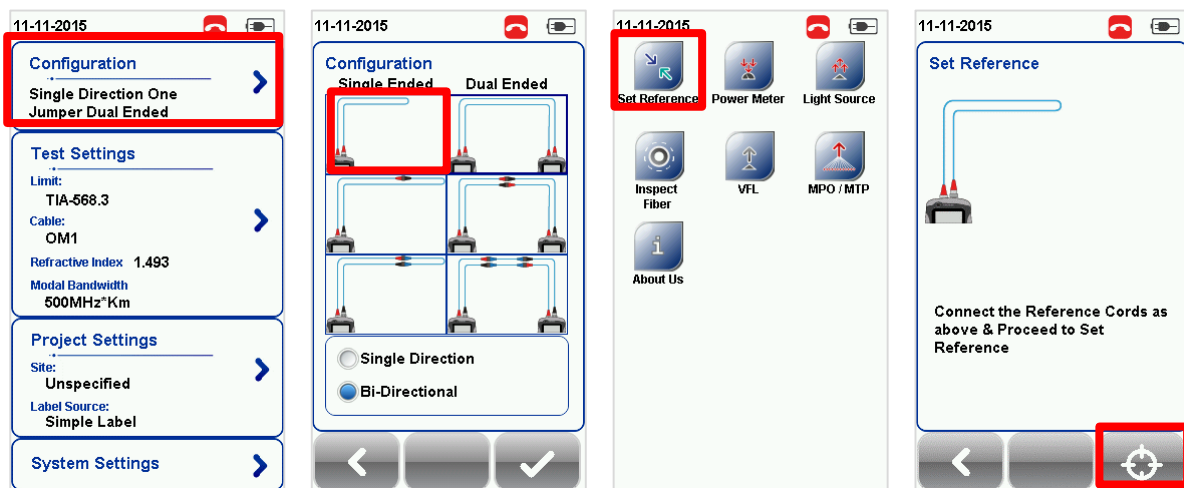 11-11-2015
Configuration
Single Direction One
Jumper Dual Ended
Test Settings
Limit:
TIA-568.3
Cable:
OM1
Refractive Index 1.493
Modal Bandwidth
500MHz*Km
Project Settings
Site:
Unspecified
Label Source:
Simple Label
System Settings
11-11-2015
Configuration
Single Ended Dual Ended
Single Direction
Bi-Directional
11-11-2015
Set Reference Power Meter Light Source
Inspect
Fiber
VFL
MPO / MTP
i
About Us
11-11-2015
Set Reference
Connect the Reference Cords as
above & Proceed to Set
Reference